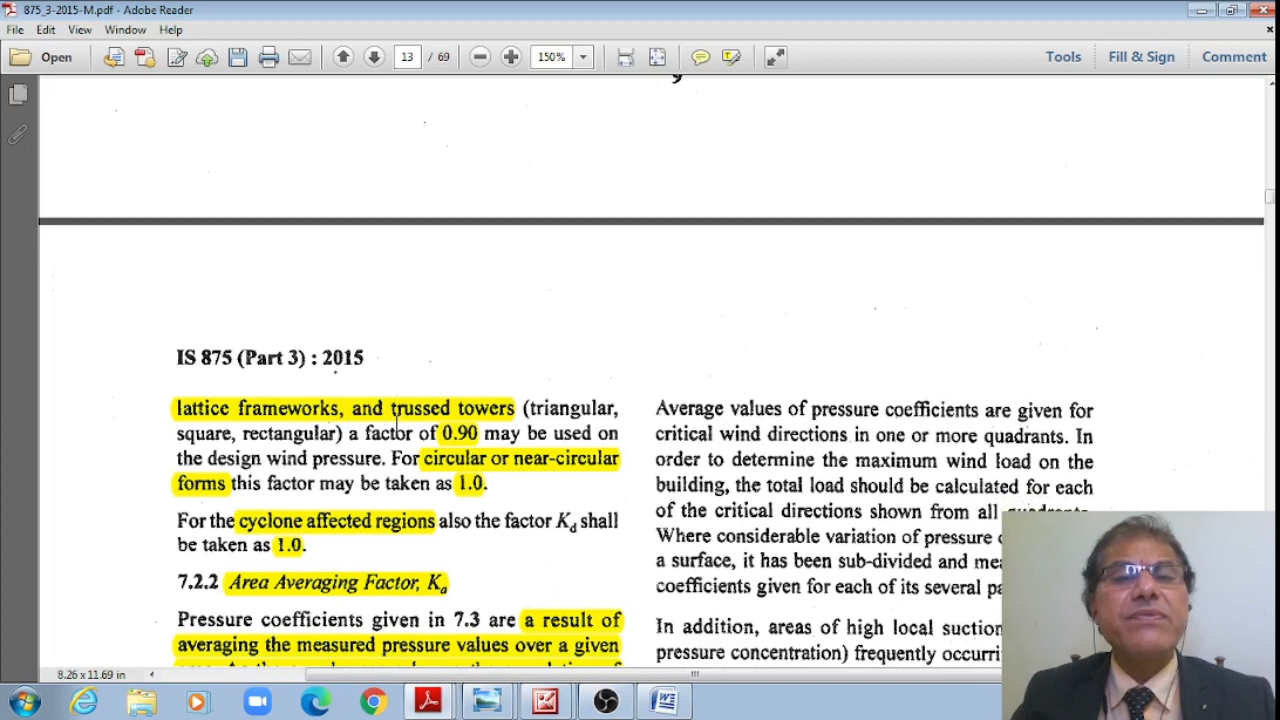 875_3-2015-M.pdf - Adobe Reader
File Edit View Window Help
Open 13 / 69 150% Tools Fill & Sign Comment
9
IS 875 (Part 3) : 2015
lattice frameworks, and trussed towers (triangular,
square, rectangular) a factor of 0.90 may be used on
the design wind pressure. For circular or near-circular
forms this factor may be taken as 1.0.
For the cyclone affected regions also the factor Kd shall
be taken as 1.0.
7.2.2 Area Averaging Factor, Ka
Pressure coefficients given in 7.3 are a result of
averaging the measured pressure values over a given
Average values of pressure coefficients are given for
critical wind directions in one or more quadrants. In
order to determine the maximum wind load on the
building, the total load should be calculated for each
of the critical directions shown from all quadrants.
Where considerable variation of pressure
a surface, it has been sub-divided and
coefficients given for each of its several
In addition, areas of high local
pressure concentration) frequently
8.26 x 11.69 in